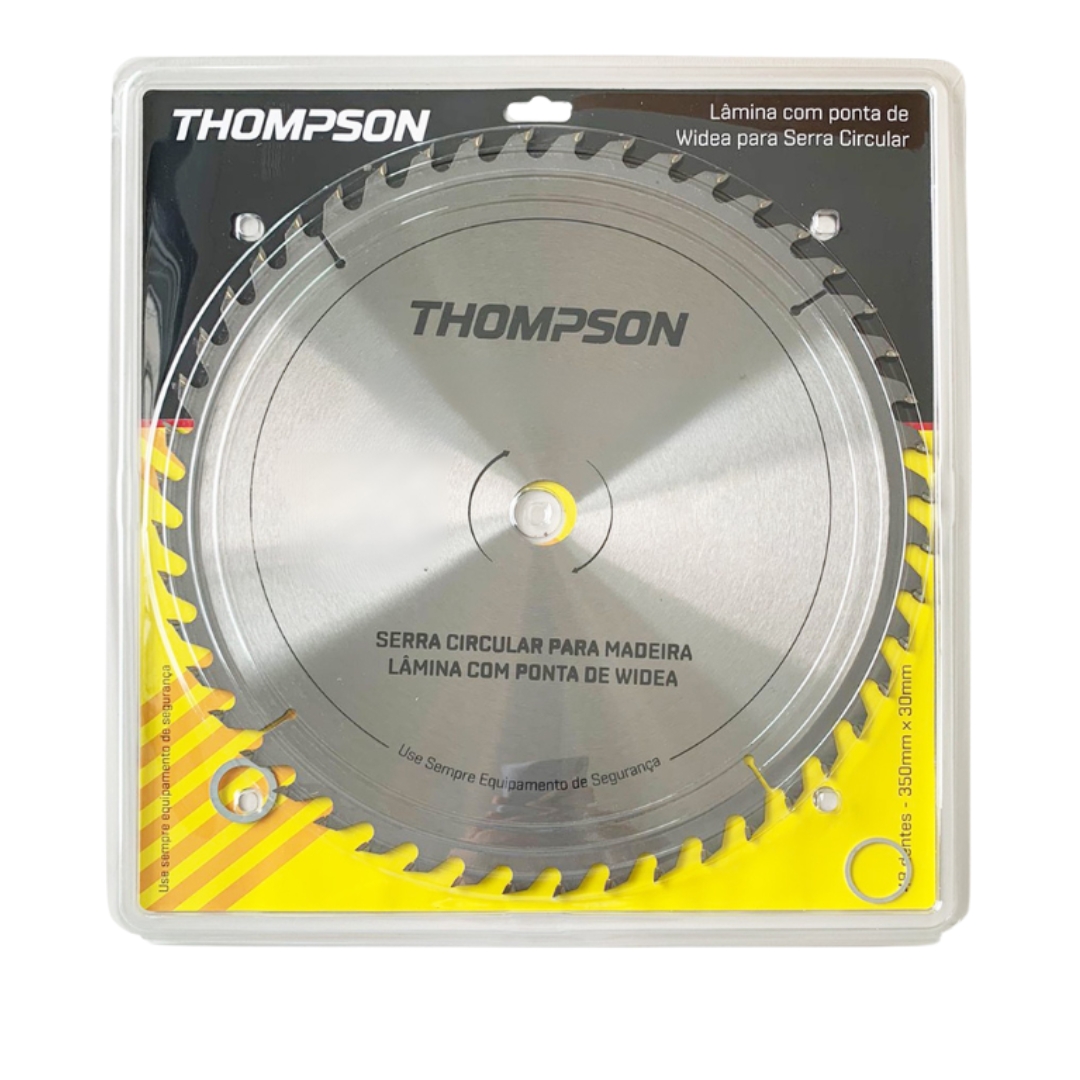 THOMPSON
Lâmina com ponta de
Widea para Serra Circular
THOMPSON
SERRA CIRCULAR PARA MADEIRA
LÂMINA COM PONTA DE WIDEA
Use Sempre Equipamento de Segurança
Use sempre equipamento de segurança
dentes - 350mm x 30mm